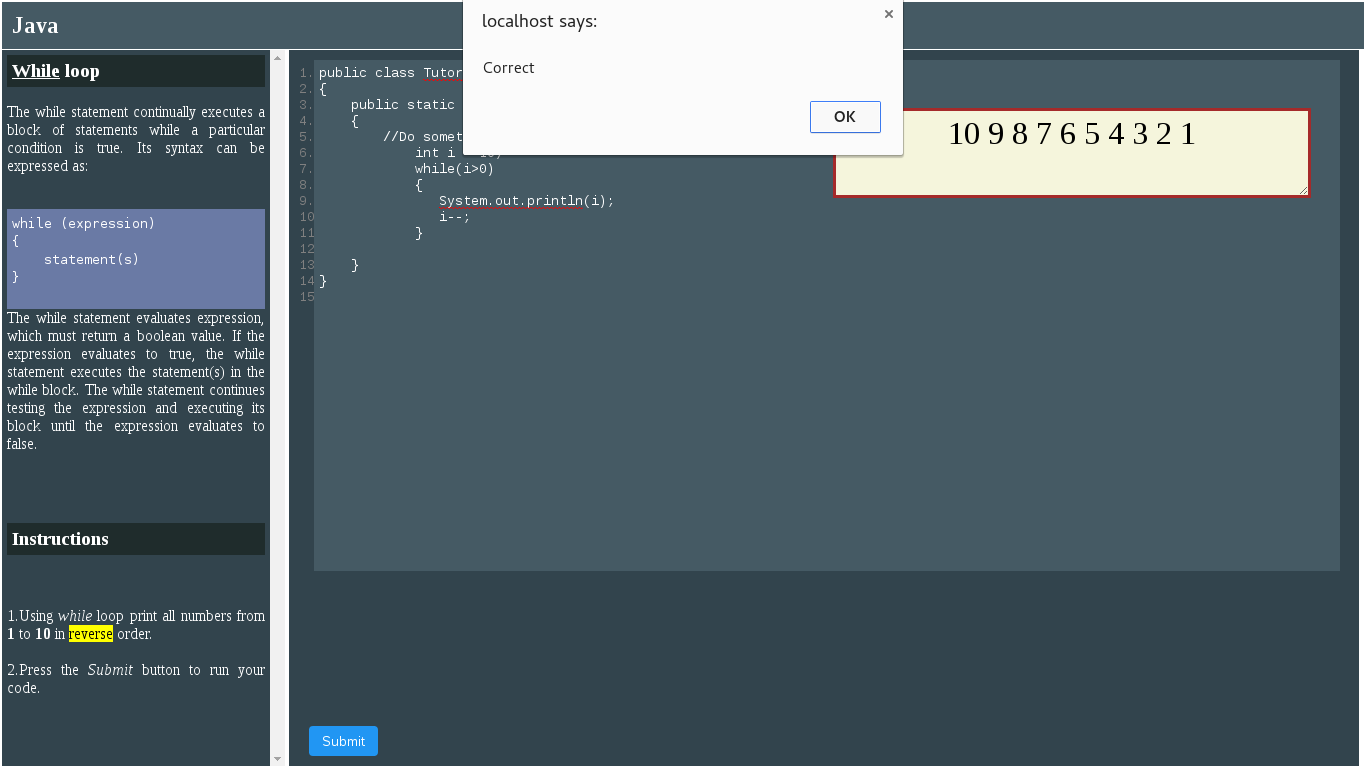 Java
localhost says:
×
Correct
OK
While loop
The while statement continually executes a
block of statements while a particular
condition is true. Its syntax can be
expressed as:
while (expression)
{
statement(s)
}
The while statement evaluates expression,
which must return a boolean value. If the
expression evaluates to true, the while
statement executes the statement(s) in the
while block. The while statement continues
testing the expression and executing its
block until the expression evaluates to
false.
Instructions
1.Using while loop print all numbers from
1 to 10 in reverse order.
2.Press the Submit button to run your
code.
1. public class
2. {
3. public static
4. {
5. //Do
6. int i
7. while(i>0)
8. {
9. System.out.println(i);
10 i--;
11 }
12
13 }
14 }
15
10 9 8 7 6 5 4 3 2 1
Submit